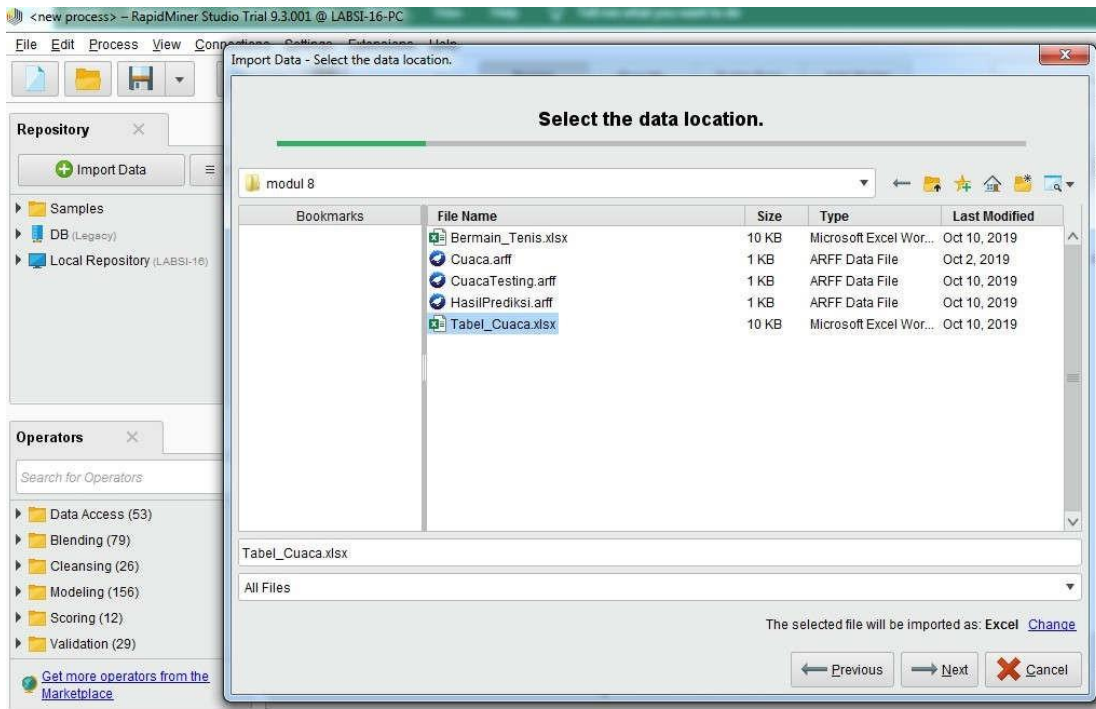 <new process> – RapidMiner Studio Trial 9.3.001 @ LABSI-16-PC
File Edit Process View Connections Settings Extensions Help
Import Data - Select the data location.
Select the data location.
Repository
Import Data
Samples
DB (Legacy)
Local Repository (LABSI-16)
modul 8
Bookmarks
File Name Size Type Last Modified
Bermain_Tenis.xlsx 10 KB Microsoft Excel Wor... Oct 10, 2019
Cuaca.arff 1 KB ARFF Data File Oct 2, 2019
CuacaTesting.arff 1 KB ARFF Data File Oct 10, 2019
HasilPrediksi.arff 1 KB ARFF Data File Oct 10, 2019
Tabel_Cuaca.xlsx 10 KB Microsoft Excel Wor... Oct 10, 2019
Operators
Search for Operators
Data Access (53)
Blending (79)
Cleansing (26)
Modeling (156)
Scoring (12)
Validation (29)
Get more operators from the
Marketplace
Tabel_Cuaca.xlsx
All Files
The selected file will be imported as: Excel Change
Previous Next Cancel